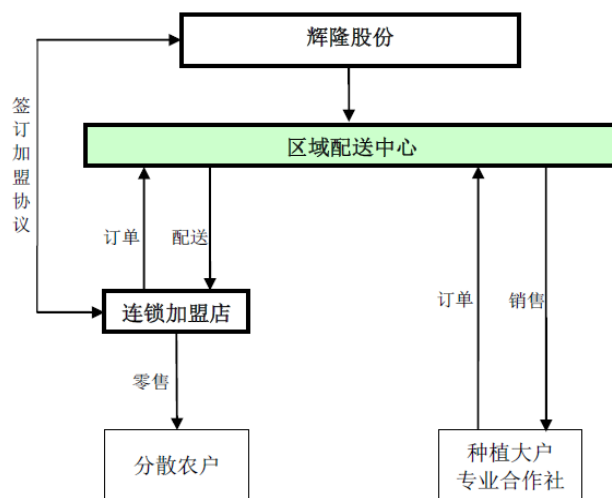 辉隆股份
签订加盟协议
区域配送中心
订单
配送
订单
销售
连锁加盟店
零售
分散农户
种植大户
专业合作社